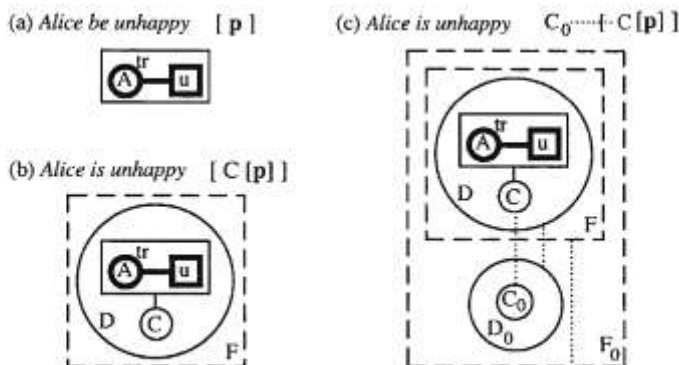 (a) Alice be unhappy [ p ]
tr
A u
(b) Alice is unhappy [ C [p] ]
tr
A u
D C
F
(c) Alice is unhappy C₀ C [p] ]
tr
A u
D C
F
C₀
D₀
F₀